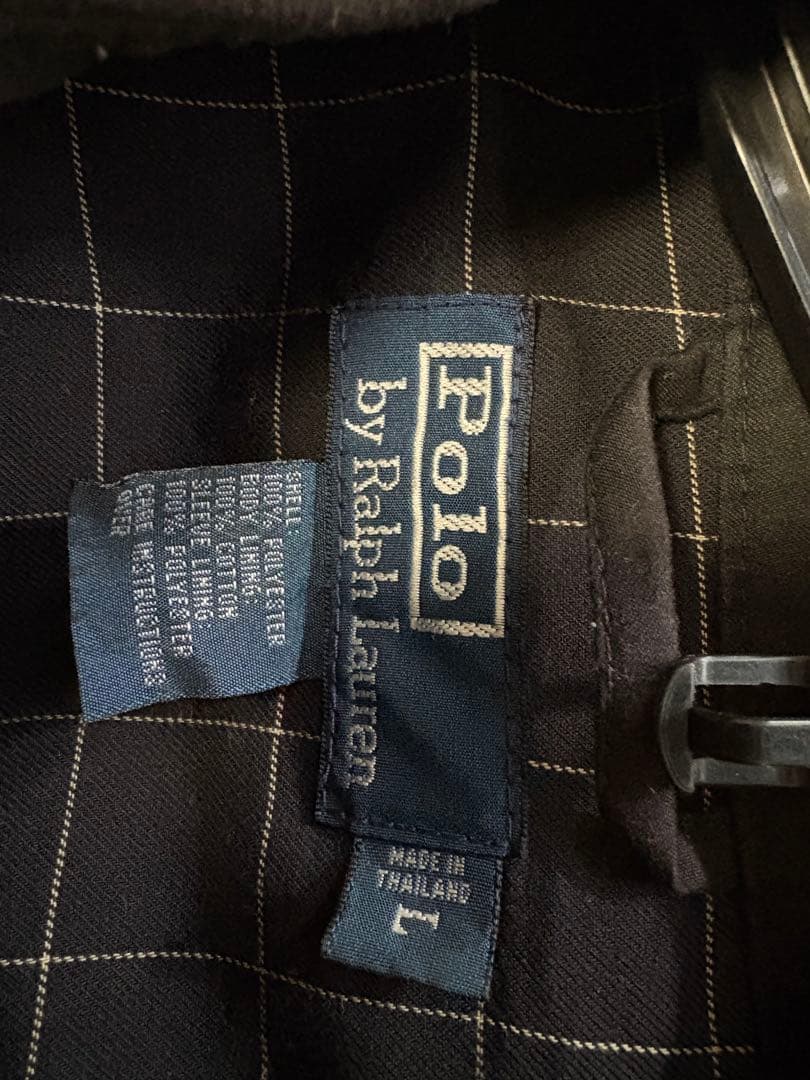 Polo
by Ralph Lauren
MADE IN
THAILAND
L
SHELL
100% POLYESTER
BODY LINING
100% COTTON
SLEEVE LINING
100% POLYESTER
CARE INSTRUCTIONS
OVER